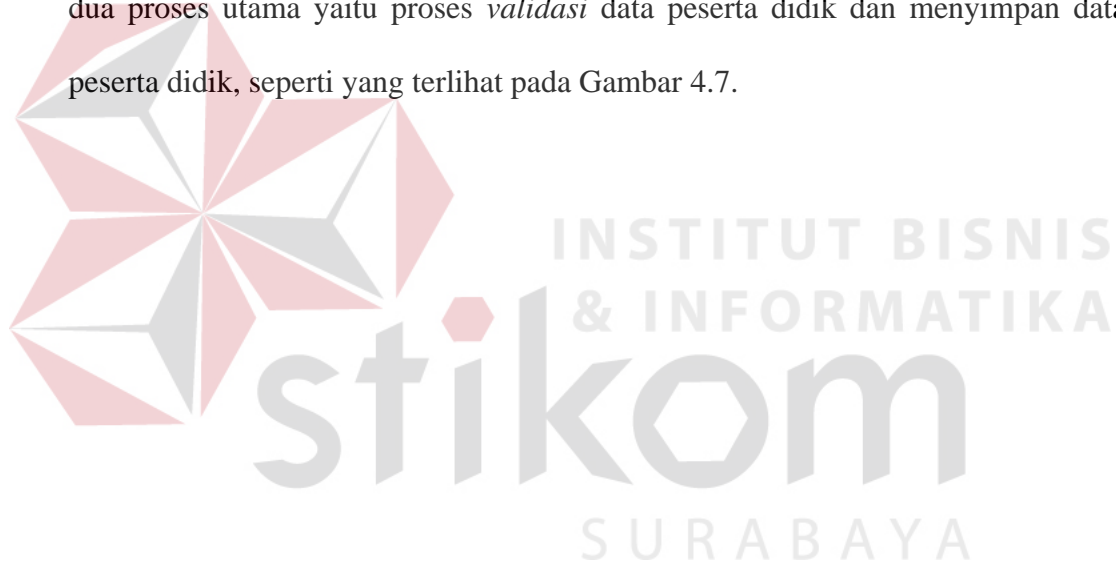 dua proses utama yaitu proses validasi data peserta didik dan menyimpan data
peserta didik, seperti yang terlihat pada Gambar 4.7.
INSTITUT BISNIS
& INFORMATIKA
stikom
SURABAYA